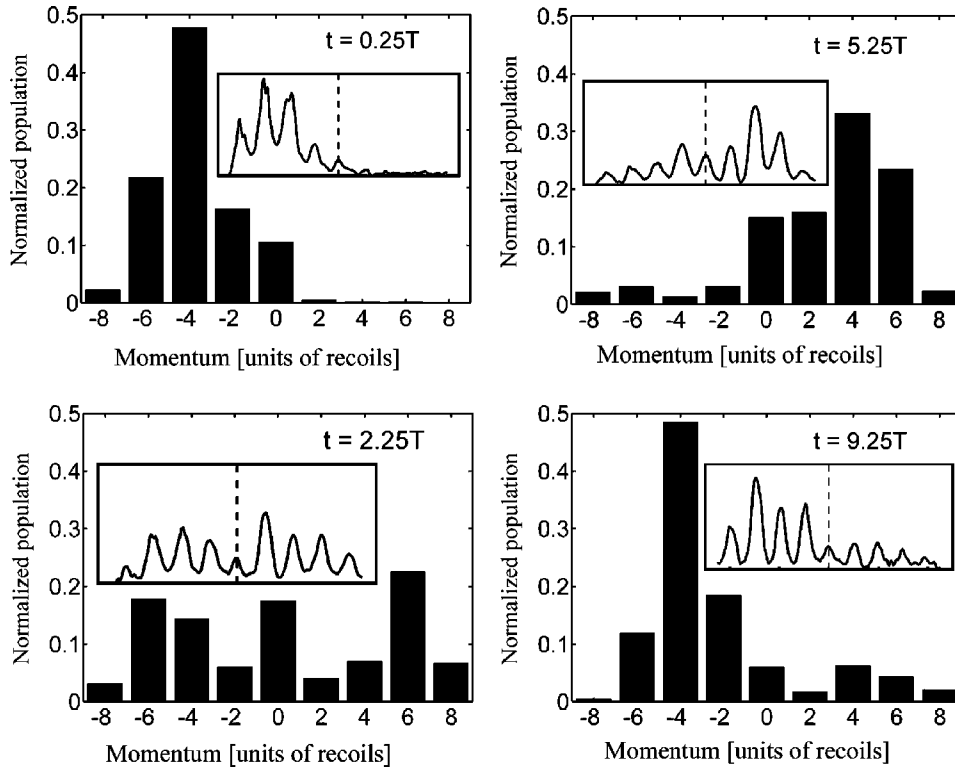 0.5
t = 0.25T
0.4
0.3
0.2
0.1
0
Normalized population
-8 -6 -4 -2 0 2 4 6 8
Momentum [units of recoils]
0.5
t = 5.25T
0.4
0.3
0.2
0.1
0
Normalized population
-8 -6 -4 -2 0 2 4 6 8
Momentum [units of recoils]
0.5
t = 2.25T
0.4
0.3
0.2
0.1
0
Normalized population
-8 -6 -4 -2 0 2 4 6 8
Momentum [units of recoils]
0.5
t = 9.25T
0.4
0.3
0.2
0.1
0
Normalized population
-8 -6 -4 -2 0 2 4 6 8
Momentum [units of recoils]